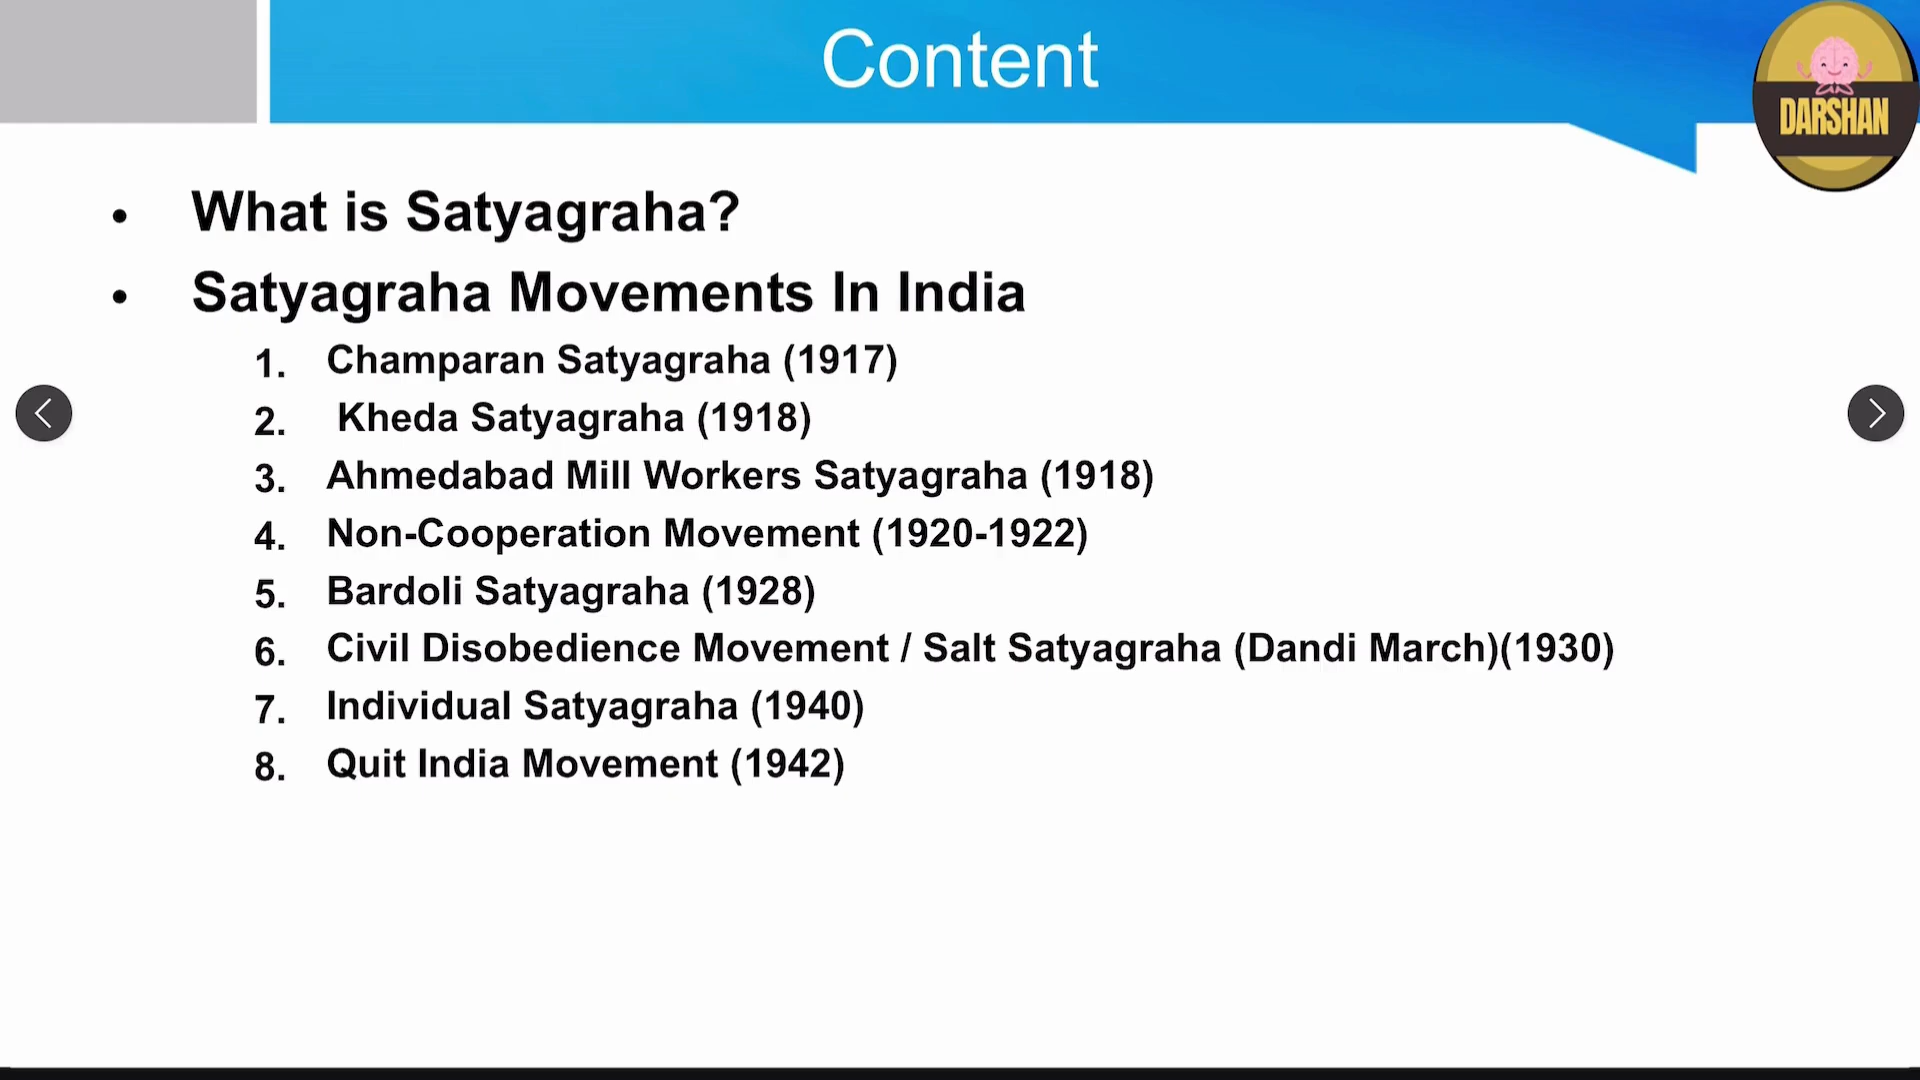 Content
DARSHAN
• What is Satyagraha?
• Satyagraha Movements In India
1. Champaran Satyagraha (1917)
2. Kheda Satyagraha (1918)
3. Ahmedabad Mill Workers Satyagraha (1918)
4. Non-Cooperation Movement (1920-1922)
5. Bardoli Satyagraha (1928)
6. Civil Disobedience Movement / Salt Satyagraha (Dandi March)(1930)
7. Individual Satyagraha (1940)
8. Quit India Movement (1942)